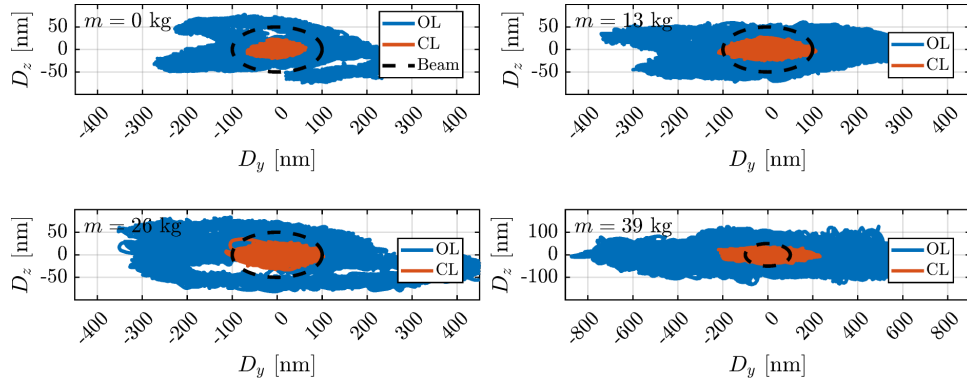 m = 0 kg
D_z [nm]
50
0
-50
OL
CL
Beam
-400 -300 -200 -100 0 100 200 300 400
D_y [nm]
m = 13 kg
D_z [nm]
50
0
-50
OL
CL
-400 -300 -200 -100 0 100 200 300 400
D_y [nm]
m = 26 kg
D_z [nm]
50
0
-50
OL
CL
-400 -300 -200 -100 0 100 200 300 400
D_y [nm]
m = 39 kg
D_z [nm]
100
0
-100
OL
CL
-800 -600 -400 -200 0 200 400 600 800
D_y [nm]